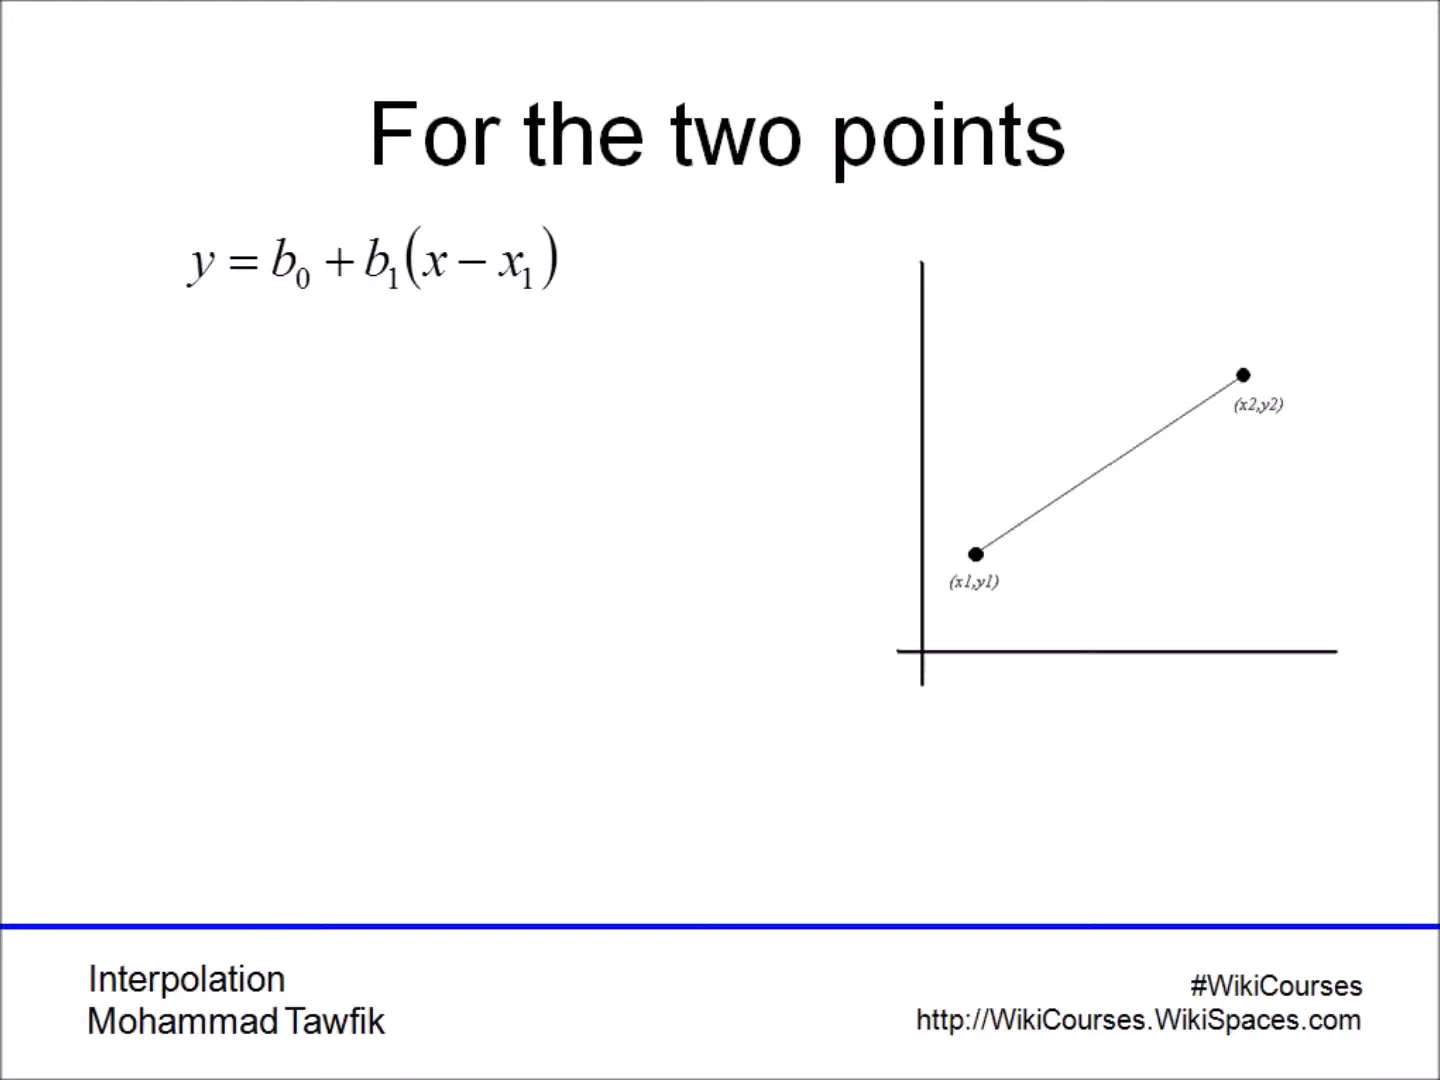 For the two points
y = b₀ + b₁(x − x₁)
(x2,y2)
(x1,y1)
Interpolation
Mohammad Tawfik
#WikiCourses
http://WikiCourses.WikiSpaces.com